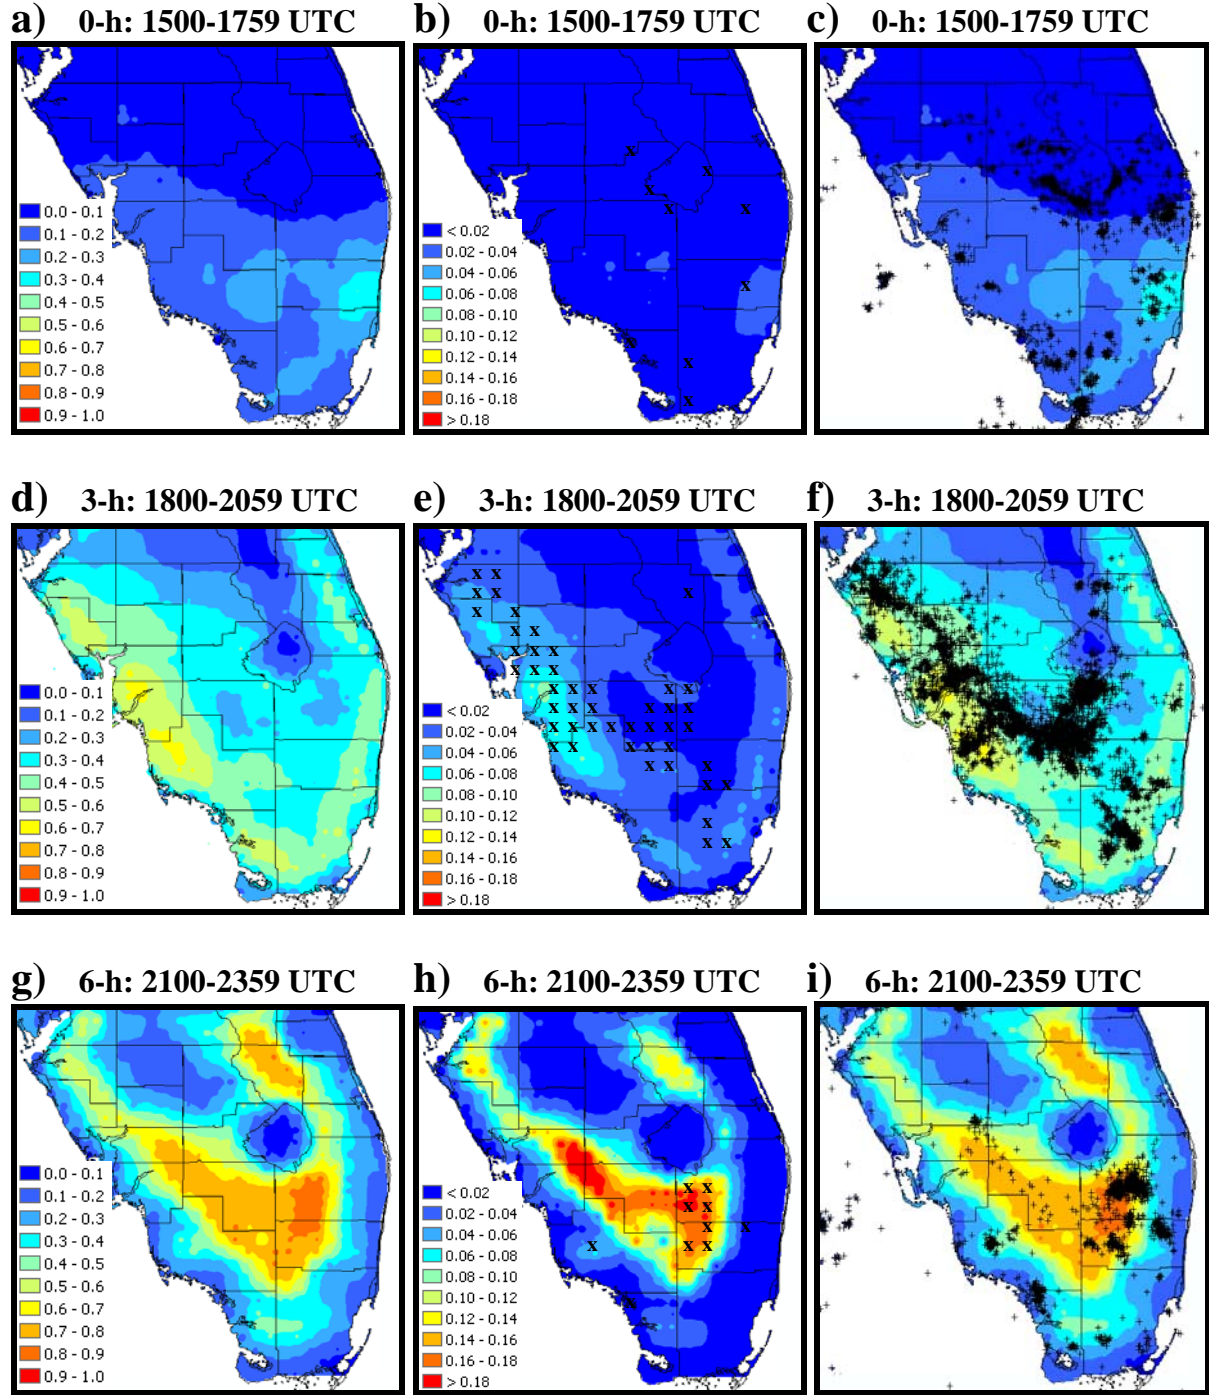 a) 0-h: 1500-1759 UTC
b) 0-h: 1500-1759 UTC
c) 0-h: 1500-1759 UTC
0.0 - 0.1
0.1 - 0.2
0.2 - 0.3
0.3 - 0.4
0.4 - 0.5
0.5 - 0.6
0.6 - 0.7
0.7 - 0.8
0.8 - 0.9
0.9 - 1.0
< 0.02
0.02 - 0.04
0.04 - 0.06
0.06 - 0.08
0.08 - 0.10
0.10 - 0.12
0.12 - 0.14
0.14 - 0.16
0.16 - 0.18
> 0.18
d) 3-h: 1800-2059 UTC
e) 3-h: 1800-2059 UTC
f) 3-h: 1800-2059 UTC
0.0 - 0.1
0.1 - 0.2
0.2 - 0.3
0.3 - 0.4
0.4 - 0.5
0.5 - 0.6
0.6 - 0.7
0.7 - 0.8
0.8 - 0.9
0.9 - 1.0
< 0.02
0.02 - 0.04
0.04 - 0.06
0.06 - 0.08
0.08 - 0.10
0.10 - 0.12
0.12 - 0.14
0.14 - 0.16
0.16 - 0.18
> 0.18
g) 6-h: 2100-2359 UTC
h) 6-h: 2100-2359 UTC
i) 6-h: 2100-2359 UTC
0.0 - 0.1
0.1 - 0.2
0.2 - 0.3
0.3 - 0.4
0.4 - 0.5
0.5 - 0.6
0.6 - 0.7
0.7 - 0.8
0.8 - 0.9
0.9 - 1.0
< 0.02
0.02 - 0.04
0.04 - 0.06
0.06 - 0.08
0.08 - 0.10
0.10 - 0.12
0.12 - 0.14
0.14 - 0.16
0.16 - 0.18
> 0.18